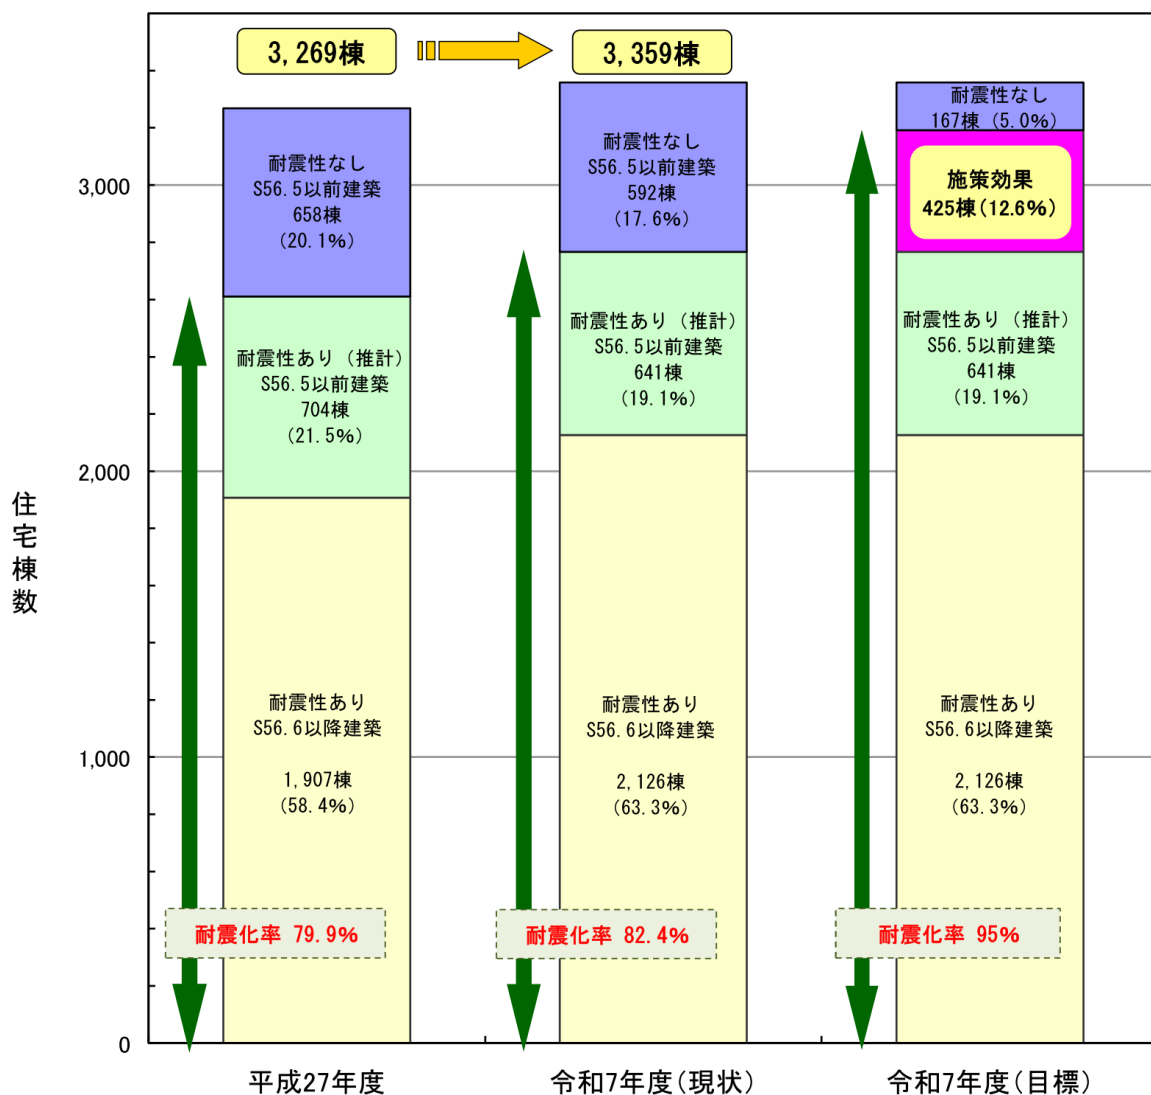 3,269棟
3,359棟
住宅棟数
3,000
2,000
1,000
0
耐震性なし
S56.5以前建築
658棟
(20.1%)
耐震性あり（推計）
S56.5以前建築
704棟
(21.5%)
耐震性あり
S56.6以降建築
1,907棟
(58.4%)
耐震化率 79.9%
平成27年度
耐震性なし
S56.5以前建築
592棟
(17.6%)
耐震性あり（推計）
S56.5以前建築
641棟
(19.1%)
耐震性あり
S56.6以降建築
2,126棟
(63.3%)
耐震化率 82.4%
令和7年度(現状)
耐震性なし
167棟 (5.0%)
施策効果
425棟(12.6%)
耐震性あり（推計）
S56.5以前建築
641棟
(19.1%)
耐震性あり
S56.6以降建築
2,126棟
(63.3%)
耐震化率 95%
令和7年度(目標)